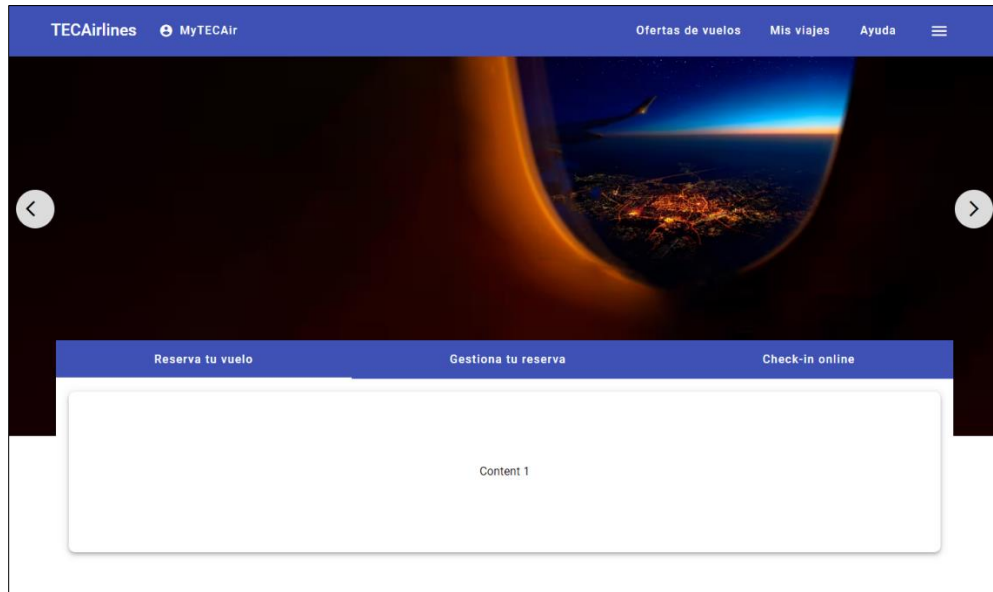 TECAirlines MyTECAir Ofertas de vuelos Mis viajes Ayuda
Reserva tu vuelo Gestiona tu reserva Check-in online
Content 1